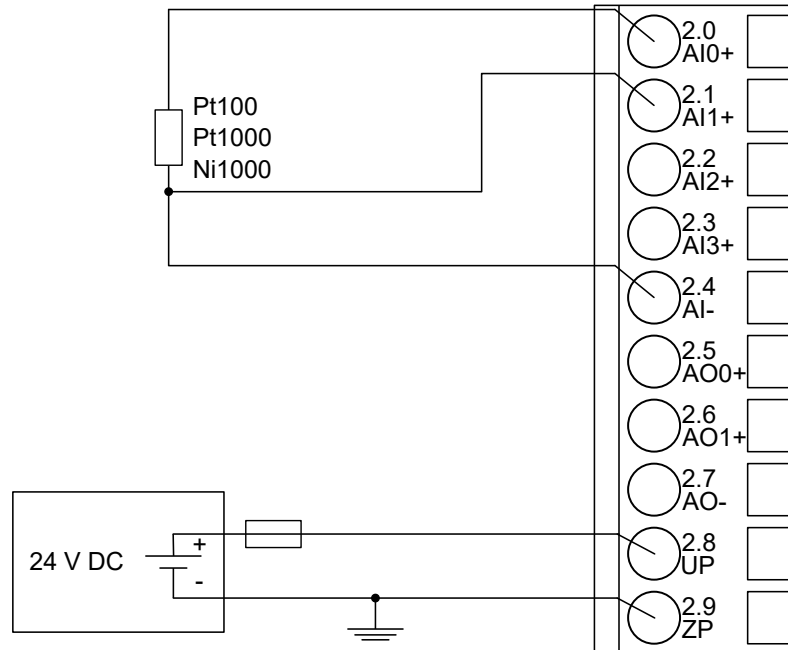 2.0
AI0+
Pt100
Pt1000
Ni1000
2.1
AI1+
2.2
AI2+
2.3
AI3+
2.4
AI-
2.5
AO0+
2.6
AO1+
2.7
AO-
24 V DC
+
-
2.8
UP
2.9
ZP